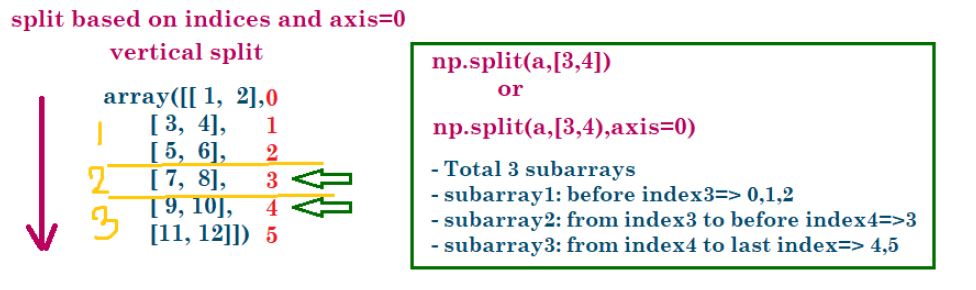 split based on indices and axis=0
vertical split
array([[ 1, 2], 0
[ 3, 4], 1
[ 5, 6], 2
[ 7, 8], 3
[ 9, 10], 4
[11, 12]]) 5
1
2
3
np.split(a,[3,4])
or
np.split(a,[3,4),axis=0)
- Total 3 subarrays
- subarray1: before index3=> 0,1,2
- subarray2: from index3 to before index4=>3
- subarray3: from index4 to last index=> 4,5